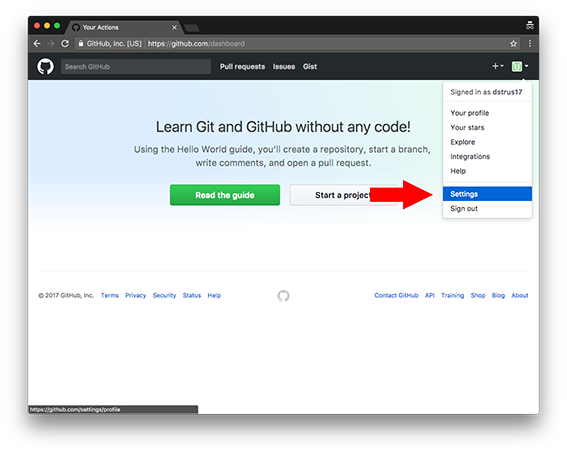 Your Actions
GitHub, Inc. [US] https://github.com/dashboard
Search GitHub Pull requests Issues Gist
Signed in as dstrus17
Your profile
Your stars
Explore
Integrations
Help
Settings
Sign out
Learn Git and GitHub without any code!
Using the Hello World guide, you'll create a repository, start a branch,
write comments, and open a pull request.
Read the guide Start a project
© 2017 GitHub, Inc. Terms Privacy Security Status Help Contact GitHub API Training Shop Blog About
https://github.com/settings/profile